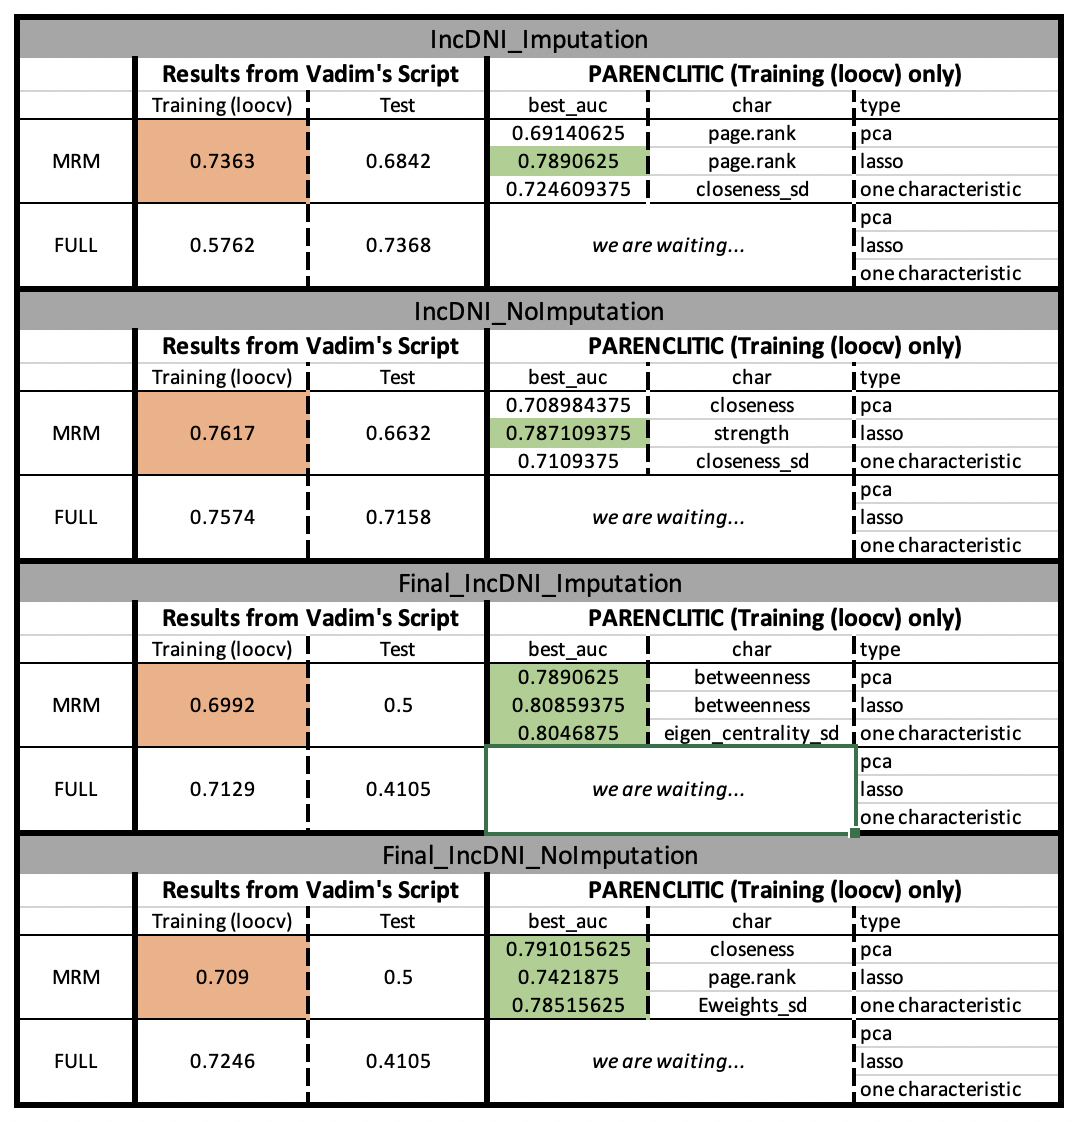 IncDNI_Imputation
Results from Vadim's Script PARENCLITIC (Training (loocv) only)
Training (loocv) Test best_auc char type
0.69140625 page.rank pca
MRM 0.7363 0.6842 0.7890625 page.rank lasso
0.724609375 closeness_sd one characteristic
pca
FULL 0.5762 0.7368 we are waiting... lasso
one characteristic
IncDNI_NoImputation
Results from Vadim's Script PARENCLITIC (Training (loocv) only)
Training (loocv) Test best_auc char type
0.708984375 closeness pca
MRM 0.7617 0.6632 0.787109375 strength lasso
0.7109375 closeness_sd one characteristic
pca
FULL 0.7574 0.7158 we are waiting... lasso
one characteristic
Final_IncDNI_Imputation
Results from Vadim's Script PARENCLITIC (Training (loocv) only)
Training (loocv) Test best_auc char type
0.7890625 betweenness pca
MRM 0.6992 0.5 0.80859375 betweenness lasso
0.8046875 eigen_centrality_sd one characteristic
pca
FULL 0.7129 0.4105 we are waiting... lasso
one characteristic
Final_IncDNI_NoImputation
Results from Vadim's Script PARENCLITIC (Training (loocv) only)
Training (loocv) Test best_auc char type
0.791015625 closeness pca
MRM 0.709 0.5 0.7421875 page.rank lasso
0.78515625 Eweights_sd one characteristic
pca
FULL 0.7246 0.4105 we are waiting... lasso
one characteristic